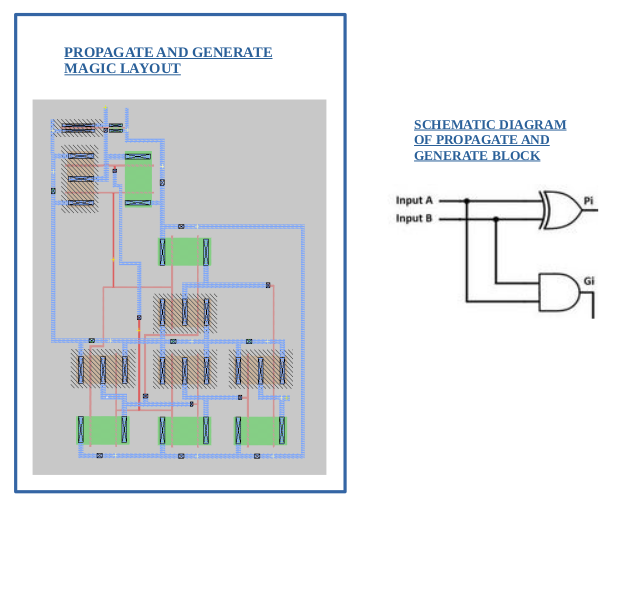 PROPAGATE AND GENERATE
MAGIC LAYOUT
SCHEMATIC DIAGRAM
OF PROPAGATE AND
GENERATE BLOCK
Input A
Input B
Pi
Gi